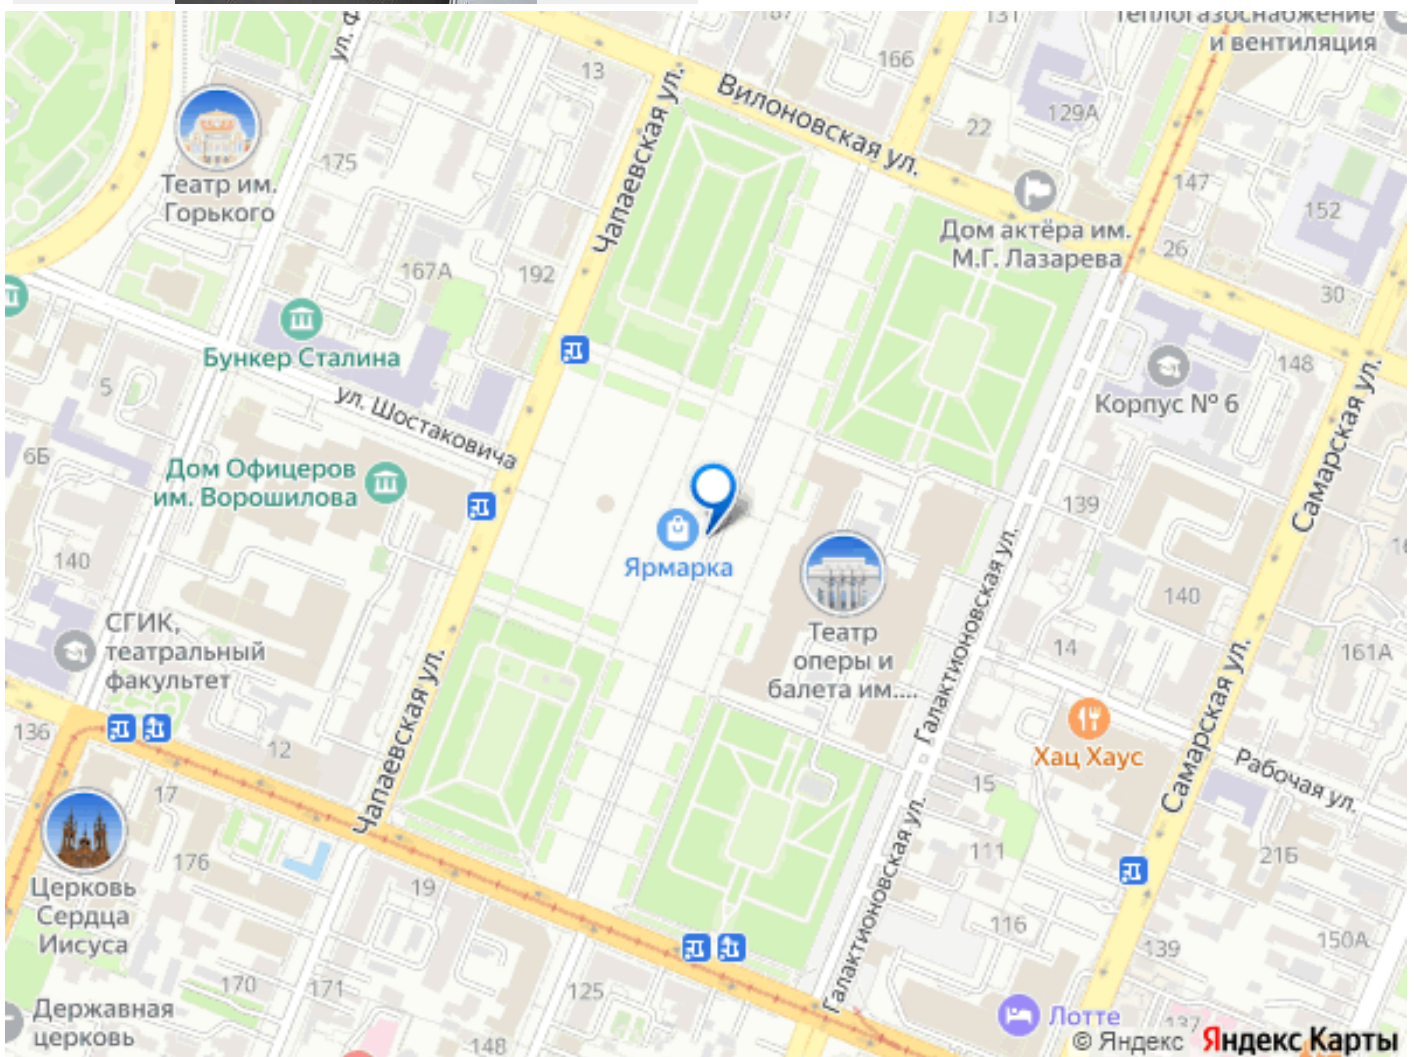 теплогазоснабжение
и вентиляция
ул. Ф
187
131
166
13
Чапаевская ул.
Вилоновская ул.
22
129А
Театр им.
Горького
175
147
152
Дом актёра им.
М.Г. Лазарева
26
167А
192
30
Бункер Сталина
148
5
ул. Шостаковича
Корпус № 6
Самарская ул.
6Б
Дом Офицеров
им. Ворошилова
139
140
Ярмарка
Галактионовская ул.
140
СГИК,
театральный
факультет
Театр
оперы и
балета им....
14
161А
136
12
Чапаевская ул.
Хац Хаус
Самарская ул.
Рабочая ул.
17
15
176
111
21Б
Церковь
Сердца
Иисуса
19
Галактионовская ул.
116
139
150А
170
171
125
Державная
церковь
Лотте
137
148
© Яндекс Яндекс Карты